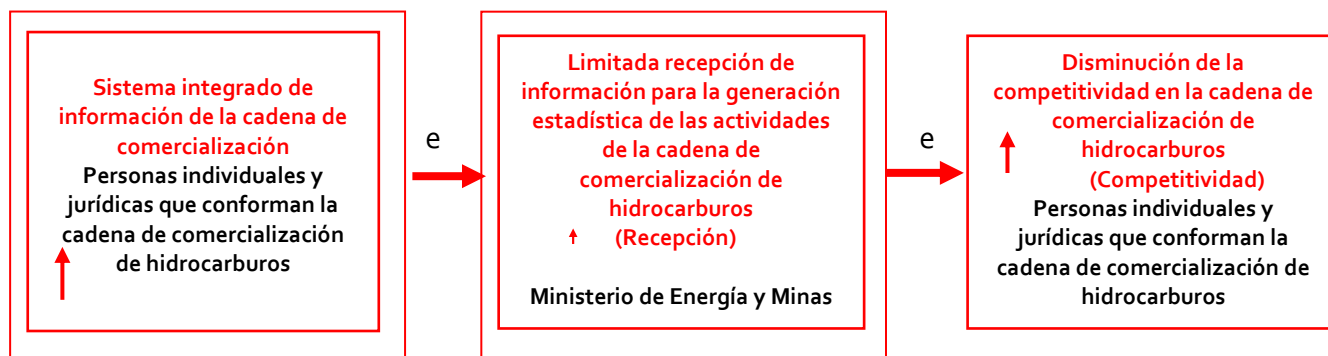 Sistema integrado de
información de la cadena de
comercialización
Personas individuales y
jurídicas que conforman la
cadena de comercialización
de hidrocarburos
e
Limitada recepción de
información para la generación
estadística de las actividades
de la cadena de
comercialización de
hidrocarburos
(Recepción)
Ministerio de Energía y Minas
e
Disminución de la
competitividad en la cadena de
comercialización de
hidrocarburos
(Competitividad)
Personas individuales y
jurídicas que conforman la
cadena de comercialización de
hidrocarburos